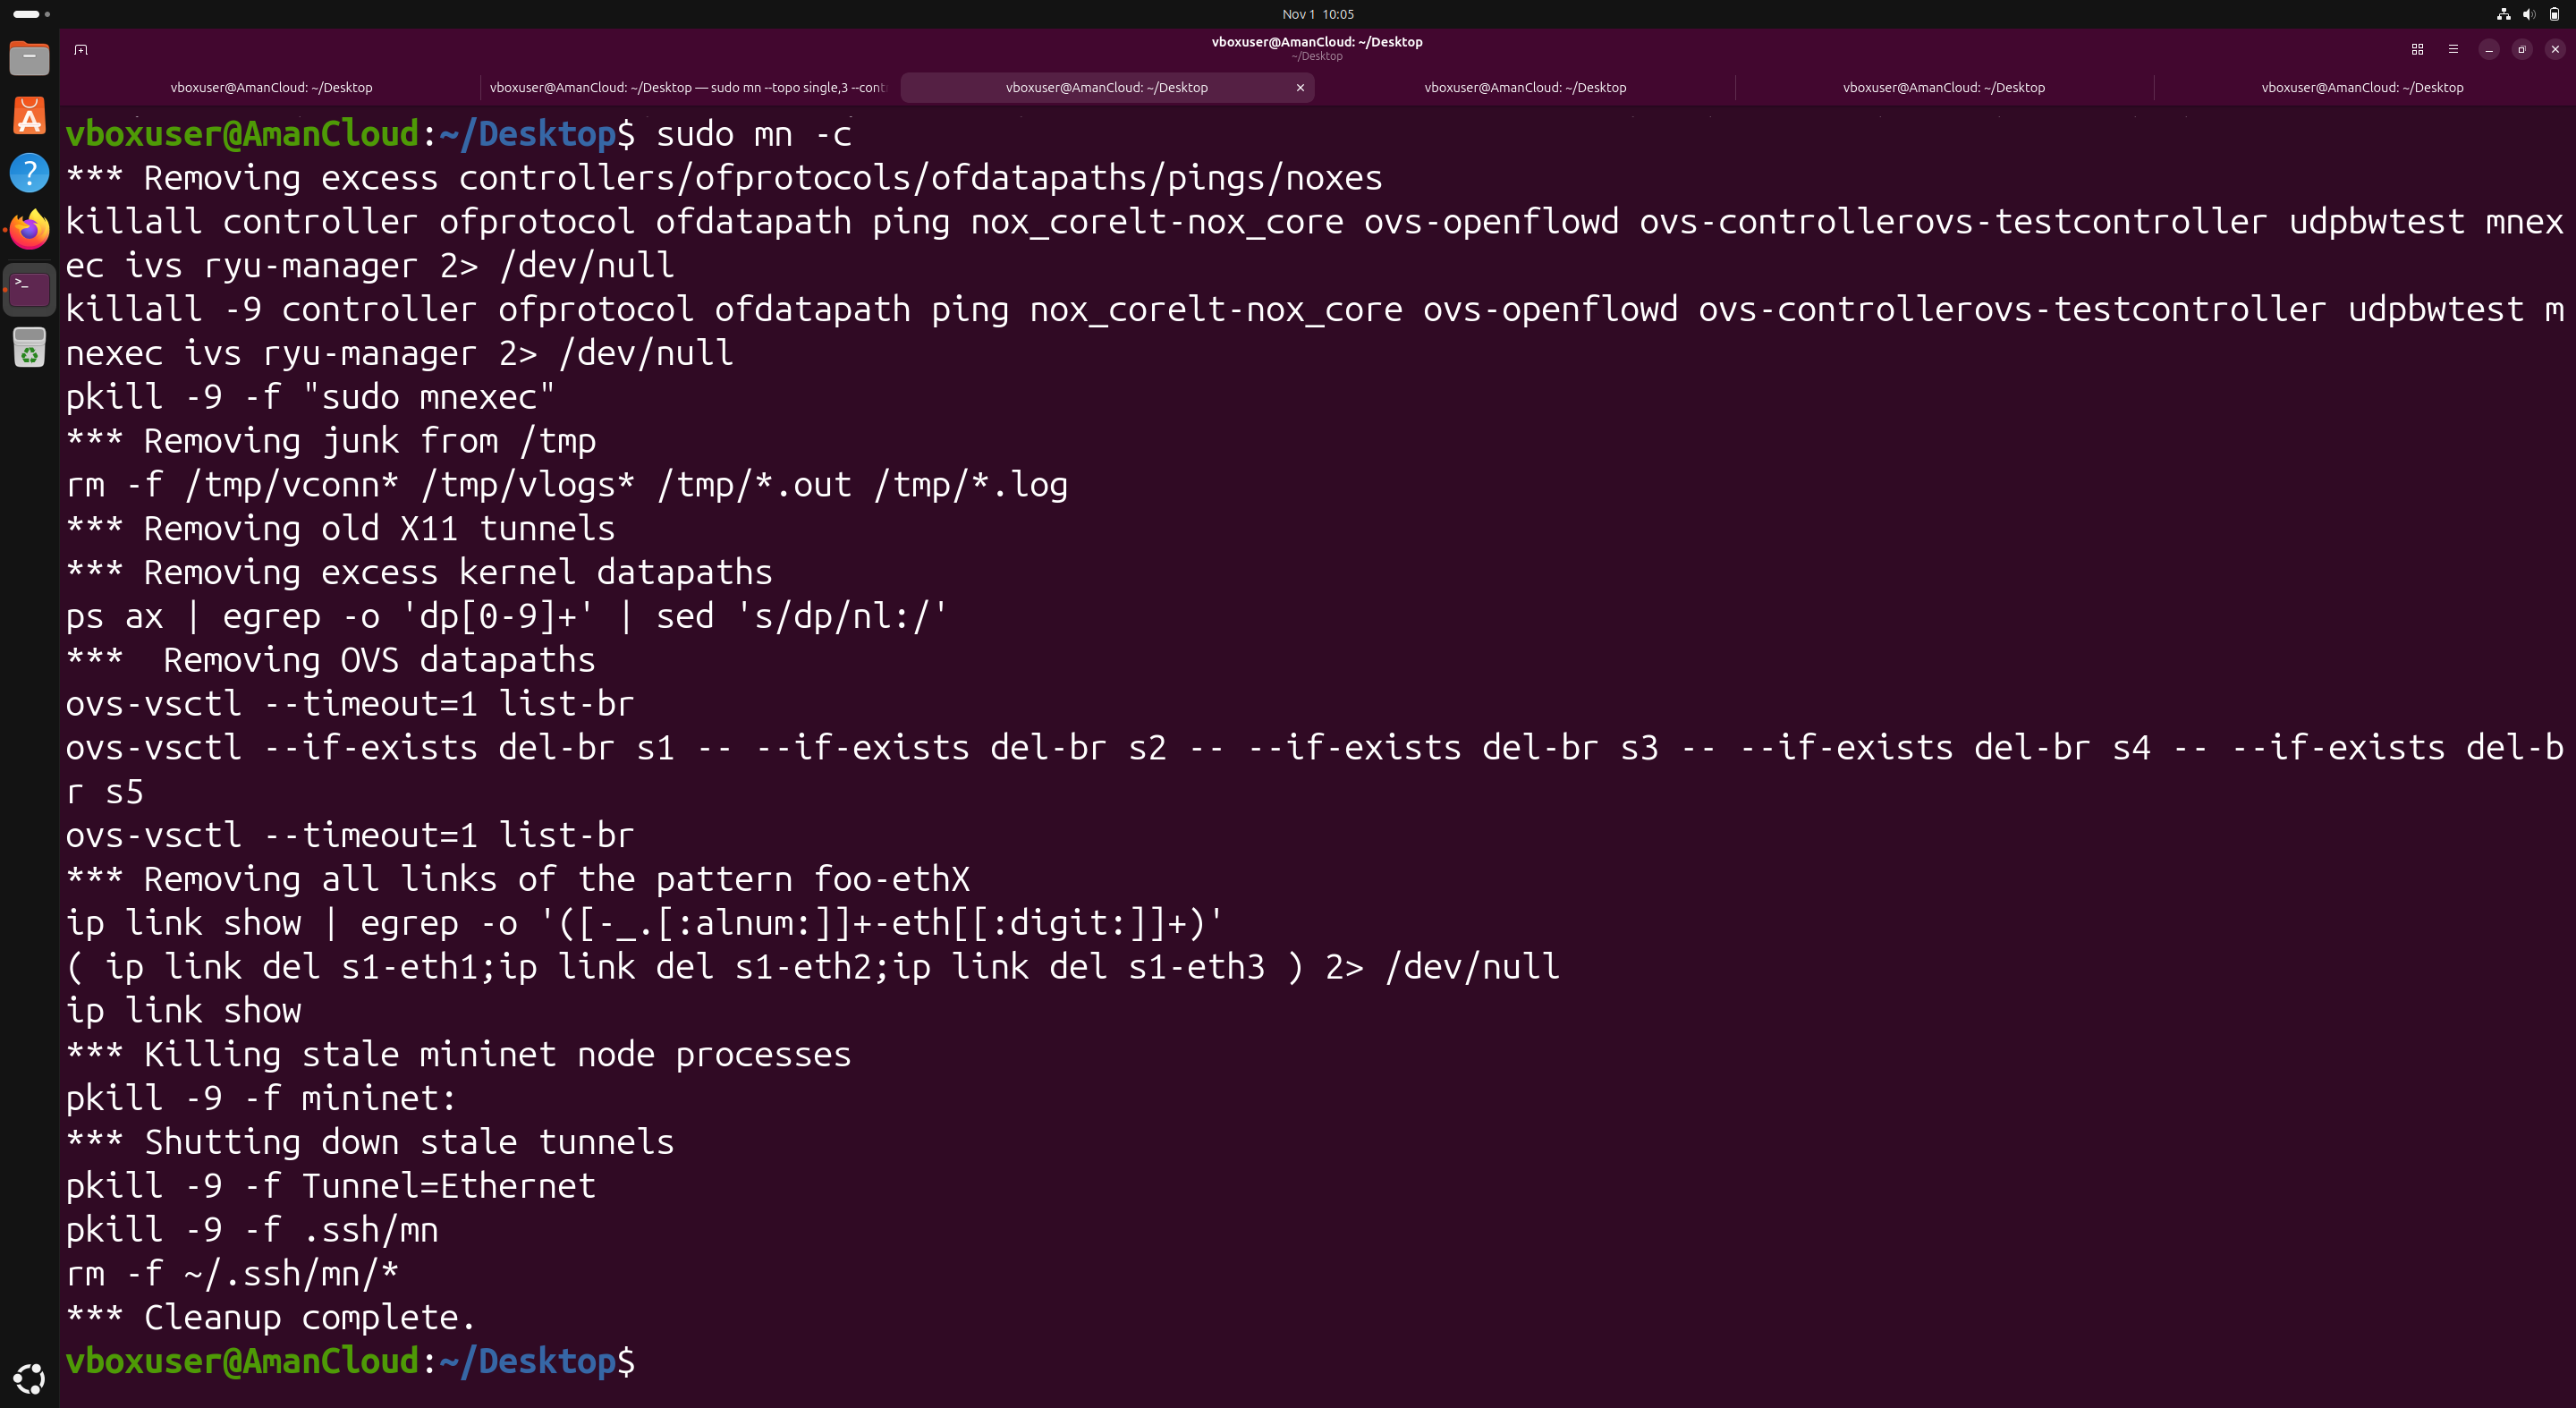 Nov 1 10:05
vboxuser@AmanCloud: ~/Desktop
~/Desktop
vboxuser@AmanCloud: ~/Desktop
vboxuser@AmanCloud: ~/Desktop — sudo mn --topo single,3 --cont
vboxuser@AmanCloud: ~/Desktop
vboxuser@AmanCloud: ~/Desktop
vboxuser@AmanCloud: ~/Desktop
vboxuser@AmanCloud: ~/Desktop
vboxuser@AmanCloud:~/Desktop$ sudo mn -c
*** Removing excess controllers/ofprotocols/ofdatapaths/pings/noxes
killall controller ofprotocol ofdatapath ping nox_corelt-nox_core ovs-openflowd ovs-controllerovs-testcontroller udpbwtest mnex
ec ivs ryu-manager 2> /dev/null
killall -9 controller ofprotocol ofdatapath ping nox_corelt-nox_core ovs-openflowd ovs-controllerovs-testcontroller udpbwtest m
nexec ivs ryu-manager 2> /dev/null
pkill -9 -f "sudo mnexec"
*** Removing junk from /tmp
rm -f /tmp/vconn* /tmp/vlogs* /tmp/*.out /tmp/*.log
*** Removing old X11 tunnels
*** Removing excess kernel datapaths
ps ax | egrep -o 'dp[0-9]+' | sed 's/dp/nl:/'
***  Removing OVS datapaths
ovs-vsctl --timeout=1 list-br
ovs-vsctl --if-exists del-br s1 -- --if-exists del-br s2 -- --if-exists del-br s3 -- --if-exists del-br s4 -- --if-exists del-b
r s5
ovs-vsctl --timeout=1 list-br
*** Removing all links of the pattern foo-ethX
ip link show | egrep -o '([-_.[:alnum:]]+-eth[[:digit:]]+)'
( ip link del s1-eth1;ip link del s1-eth2;ip link del s1-eth3 ) 2> /dev/null
ip link show
*** Killing stale mininet node processes
pkill -9 -f mininet:
*** Shutting down stale tunnels
pkill -9 -f Tunnel=Ethernet
pkill -9 -f .ssh/mn
rm -f ~/.ssh/mn/*
*** Cleanup complete.
vboxuser@AmanCloud:~/Desktop$